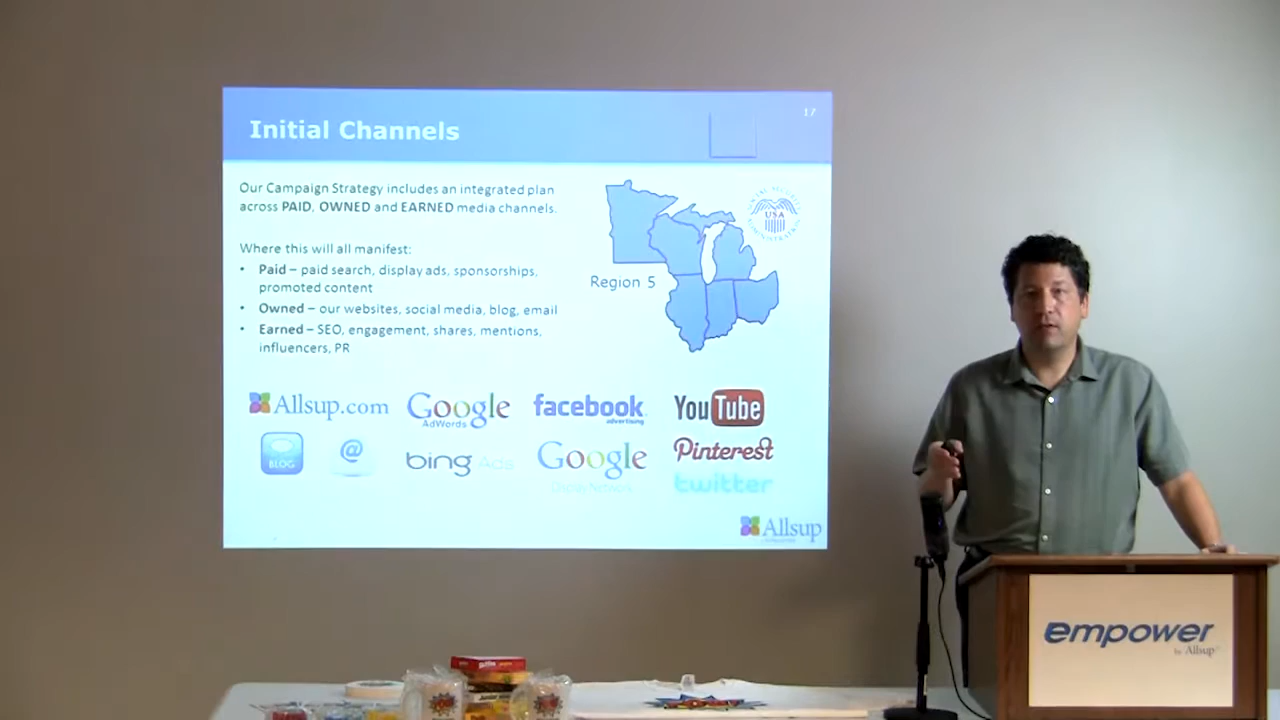 Initial Channels
17
Our Campaign Strategy includes an integrated plan
across PAID, OWNED and EARNED media channels.
Where this will all manifest:
• Paid – paid search, display ads, sponsorships,
promoted content
• Owned – our websites, social media, blog, email
• Earned – SEO, engagement, shares, mentions,
influencers, PR
USA
Region 5
Allsup.com
Google
AdWords
facebook
advertising
YouTube
BLOG
@
bing Ads
Google
Display Network
Pinterest
twitter
Allsup
empower
by Allsup